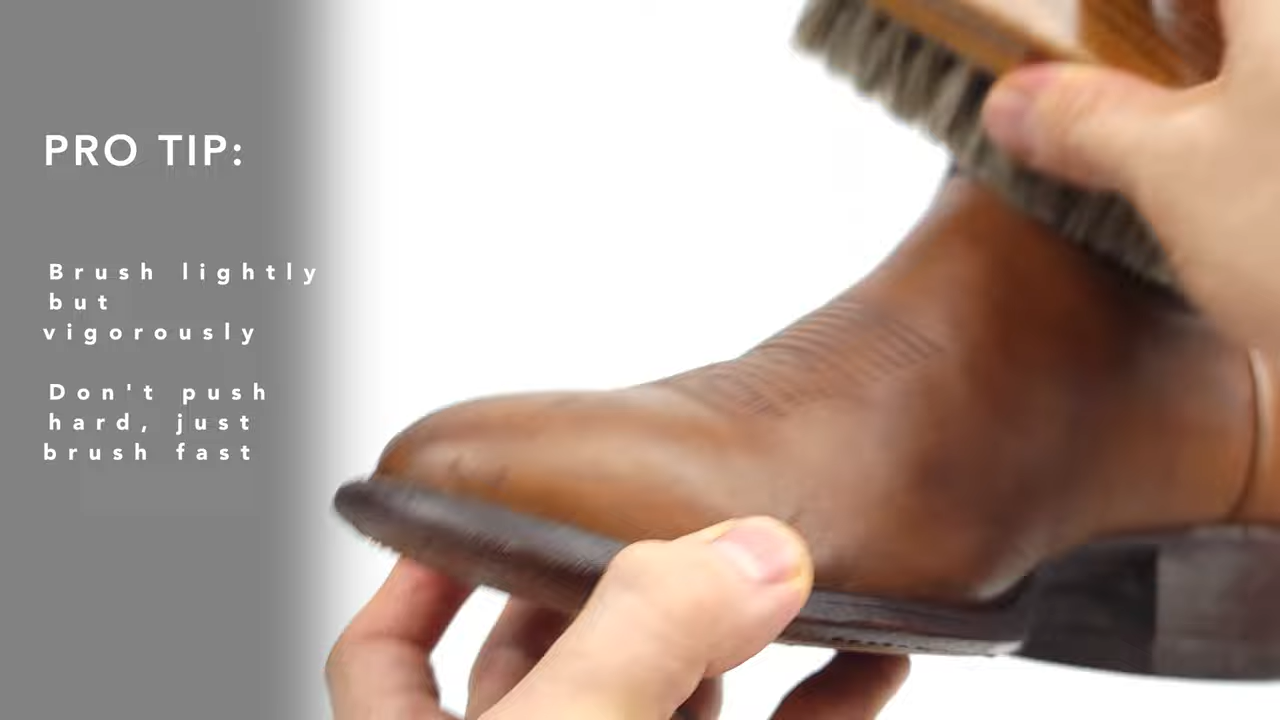 PRO TIP:
Brush lightly
but
vigorously
Don't push
hard, just
brush fast